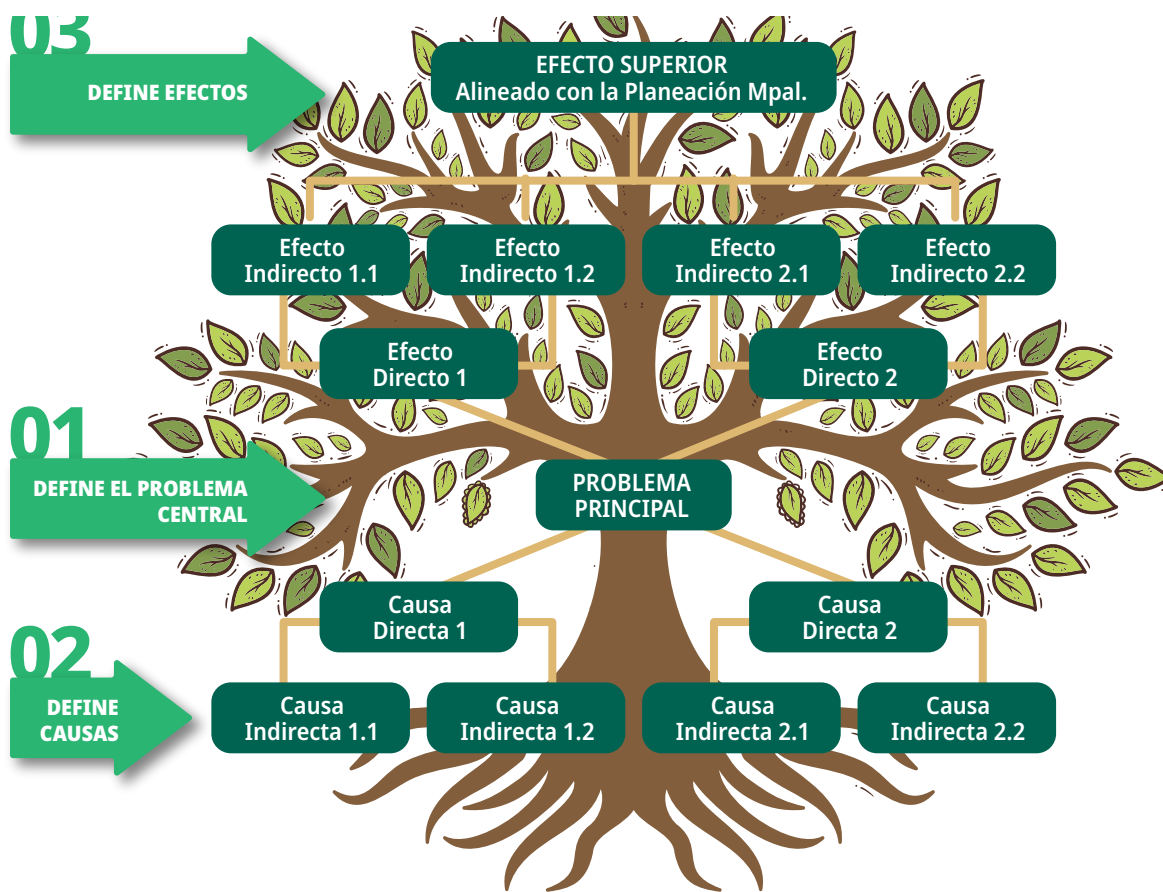 03
DEFINE EFECTOS
EFECTO SUPERIOR
Alineado con la Planeación Mpal.
Efecto
Indirecto 1.1
Efecto
Indirecto 1.2
Efecto
Indirecto 2.1
Efecto
Indirecto 2.2
Efecto
Directo 1
Efecto
Directo 2
01
DEFINE EL PROBLEMA
CENTRAL
PROBLEMA
PRINCIPAL
Causa
Directa 1
Causa
Directa 2
02
DEFINE
CAUSAS
Causa
Indirecta 1.1
Causa
Indirecta 1.2
Causa
Indirecta 2.1
Causa
Indirecta 2.2